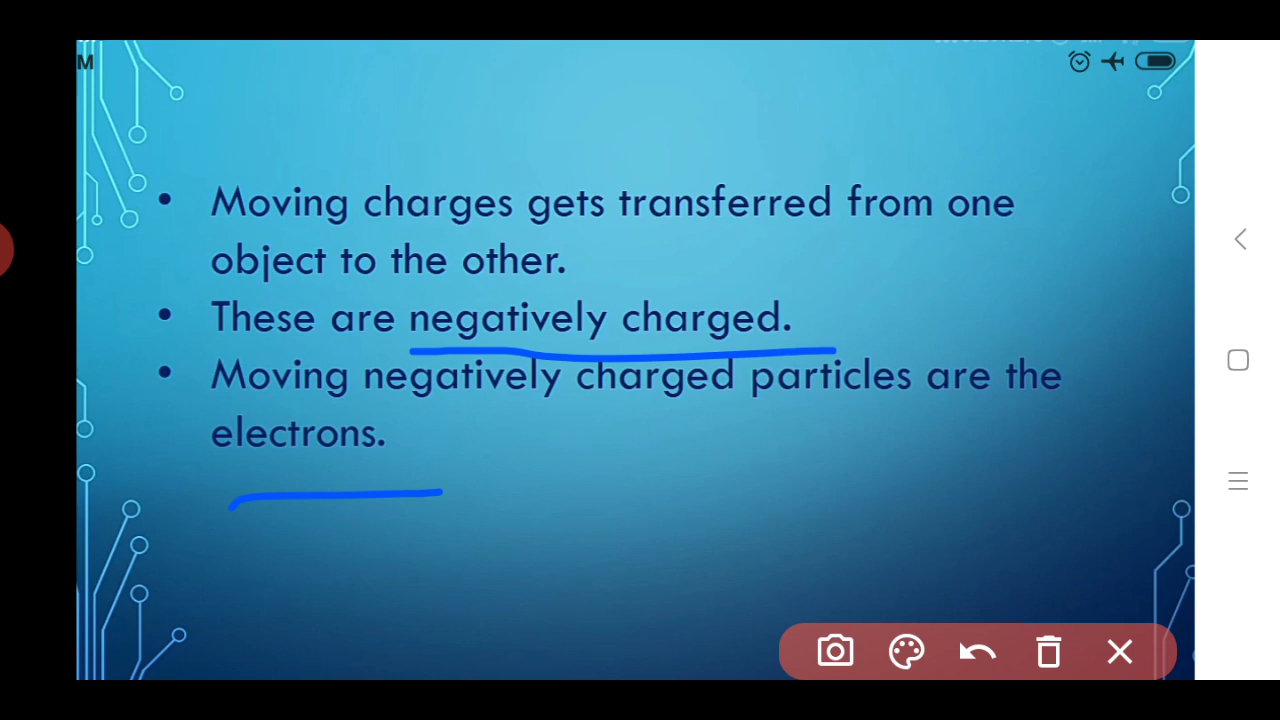 M
• Moving charges gets transferred from one
object to the other.
• These are negatively charged.
• Moving negatively charged particles are the
electrons.